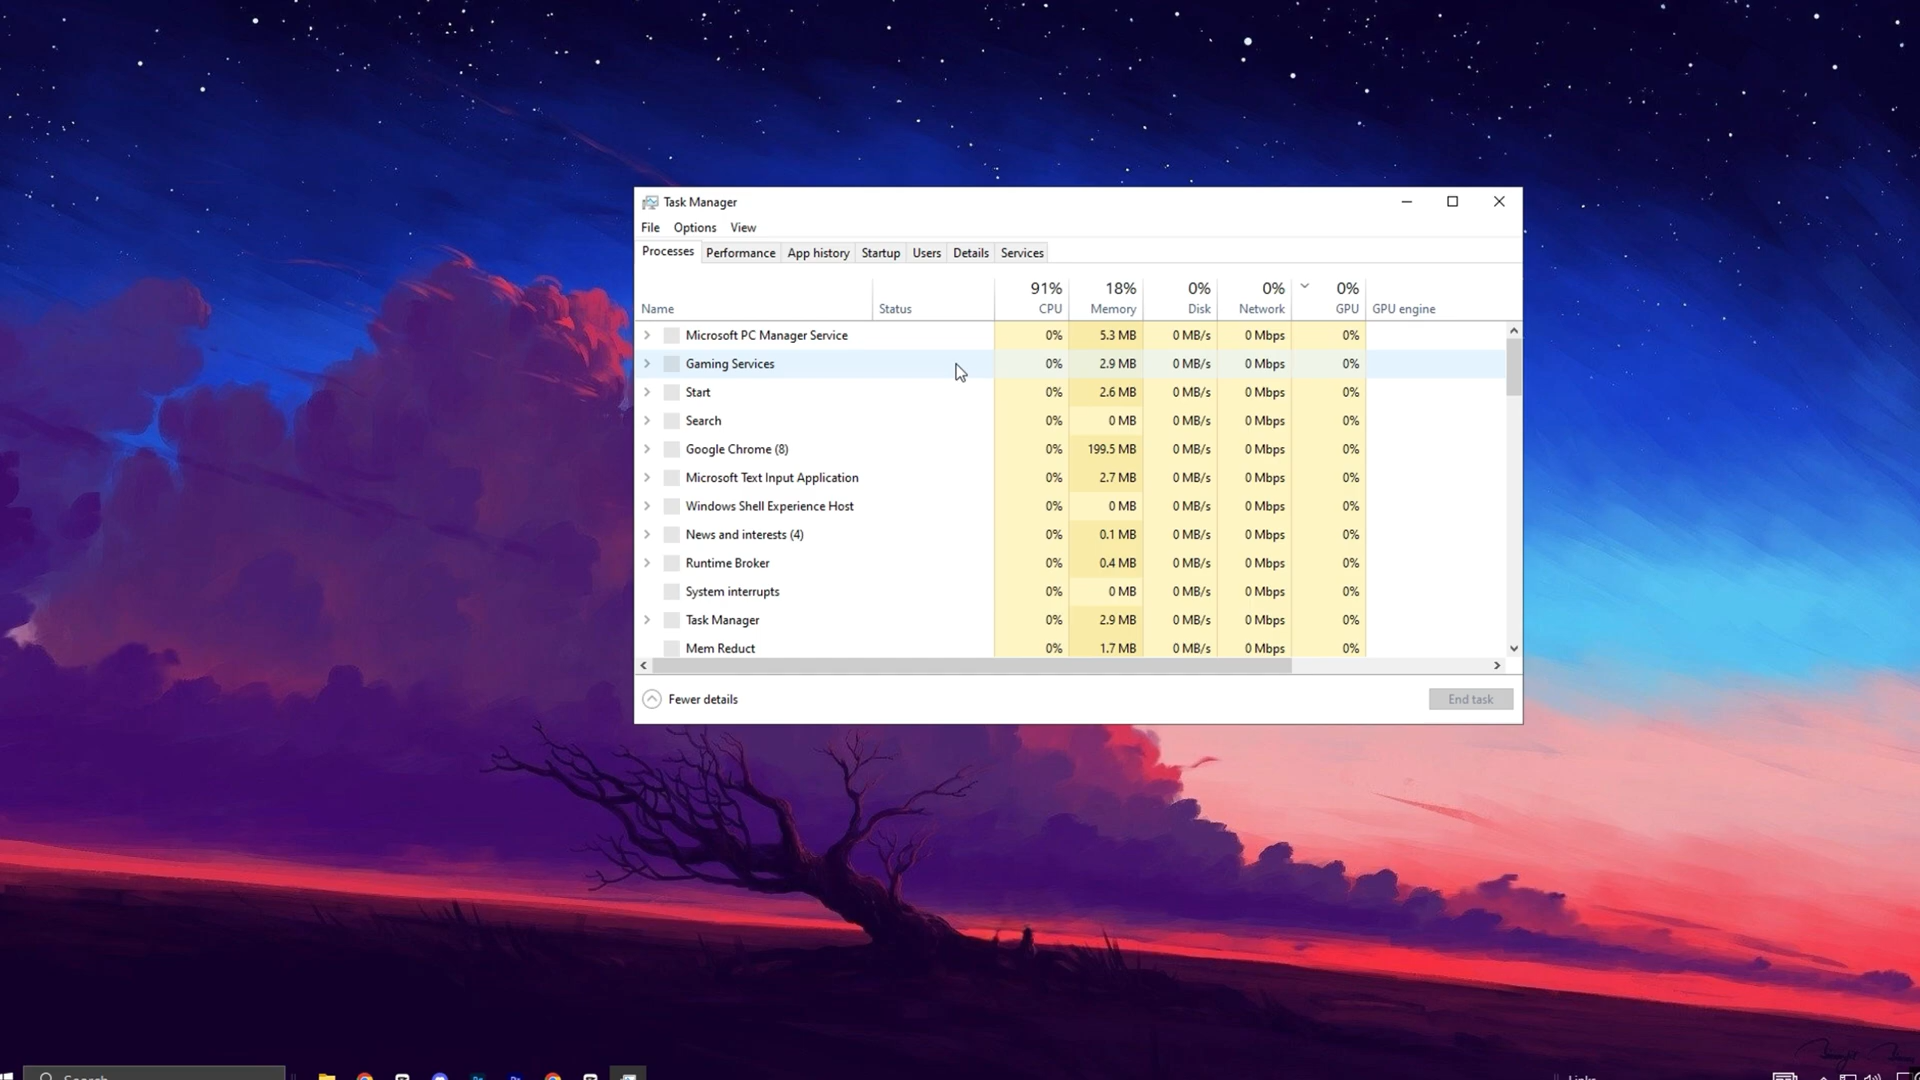 Task Manager
File Options View
Processes Performance App history Startup Users Details Services
91% 18% 0% 0% 0%
Name Status CPU Memory Disk Network GPU GPU engine
Microsoft PC Manager Service 0% 5.3 MB 0 MB/s 0 Mbps 0%
Gaming Services 0% 2.9 MB 0 MB/s 0 Mbps 0%
Start 0% 2.6 MB 0 MB/s 0 Mbps 0%
Search 0% 0 MB 0 MB/s 0 Mbps 0%
Google Chrome (8) 0% 199.5 MB 0 MB/s 0 Mbps 0%
Microsoft Text Input Application 0% 2.7 MB 0 MB/s 0 Mbps 0%
Windows Shell Experience Host 0% 0 MB 0 MB/s 0 Mbps 0%
News and interests (4) 0% 0.1 MB 0 MB/s 0 Mbps 0%
Runtime Broker 0% 0.4 MB 0 MB/s 0 Mbps 0%
System interrupts 0% 0 MB 0 MB/s 0 Mbps 0%
Task Manager 0% 2.9 MB 0 MB/s 0 Mbps 0%
Mem Reduct 0% 1.7 MB 0 MB/s 0 Mbps 0%
Fewer details End task
Search Links